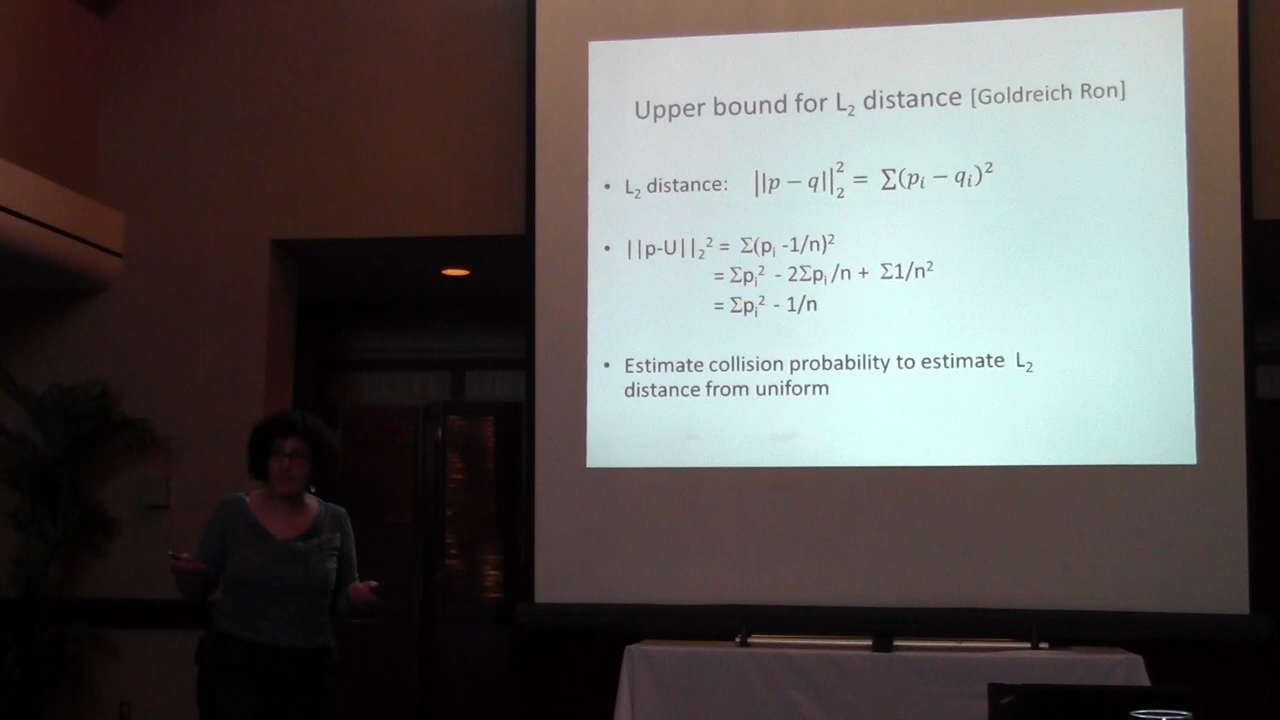 Upper bound for L₂ distance [Goldreich Ron]
• L₂ distance: ||p − q||₂² = ∑(pᵢ − qᵢ)²
• ||p-U||₂² = Σ(pᵢ -1/n)²
= Σpᵢ² - 2Σpᵢ/n + Σ1/n²
= Σpᵢ² - 1/n
• Estimate collision probability to estimate L₂
distance from uniform